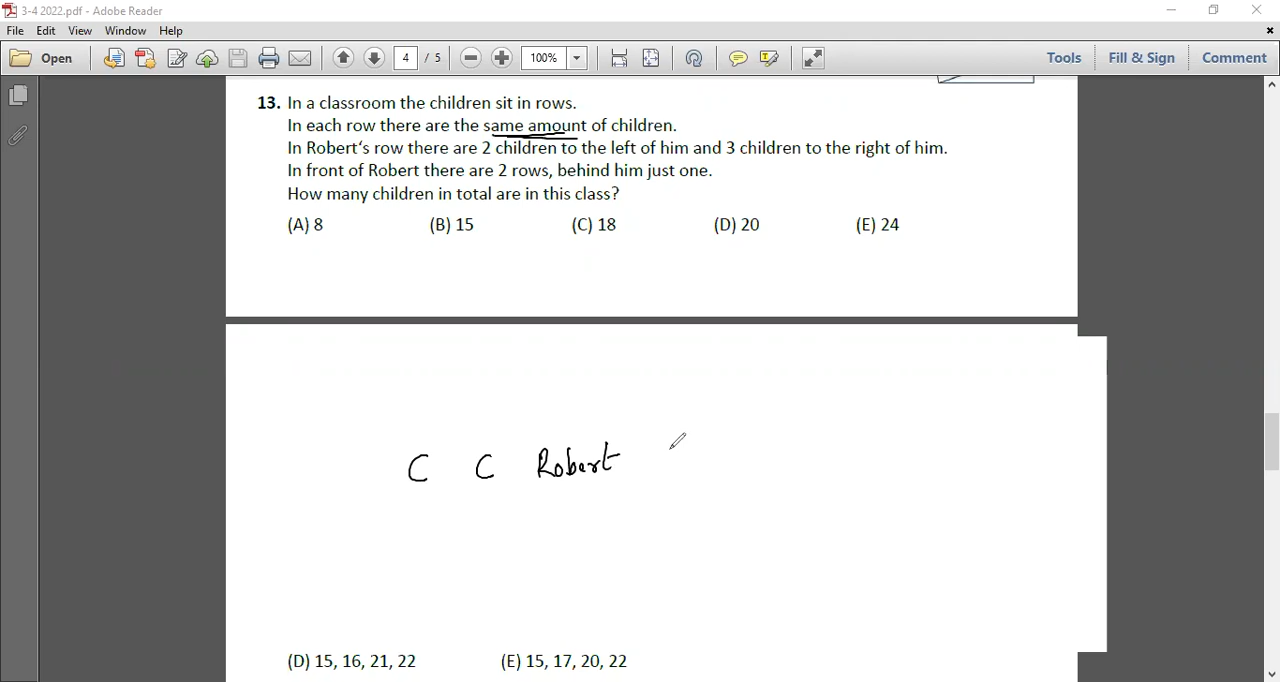 3-4 2022.pdf - Adobe Reader
File Edit View Window Help
Open 4 / 5 100% Tools Fill & Sign Comment
13. In a classroom the children sit in rows.
In each row there are the same amount of children.
In Robert‘s row there are 2 children to the left of him and 3 children to the right of him.
In front of Robert there are 2 rows, behind him just one.
How many children in total are in this class?
(A) 8 (B) 15 (C) 18 (D) 20 (E) 24
C C Robert
(D) 15, 16, 21, 22 (E) 15, 17, 20, 22